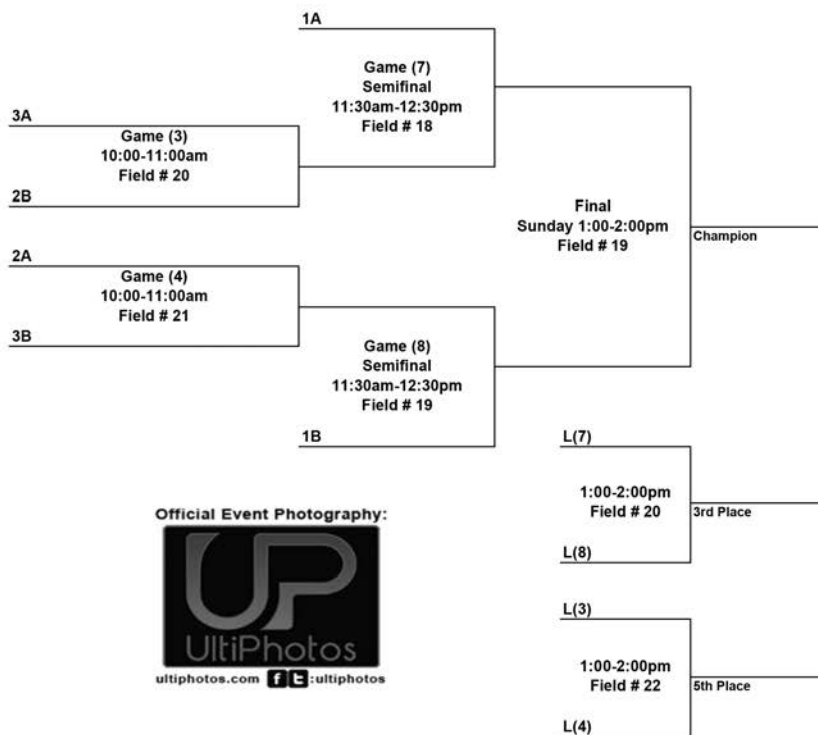 1A
Game (7)
Semifinal
11:30am-12:30pm
Field # 18
3A
Game (3)
10:00-11:00am
Field # 20
2B
Final
Sunday 1:00-2:00pm
Field # 19
Champion
2A
Game (4)
10:00-11:00am
Field # 21
3B
Game (8)
Semifinal
11:30am-12:30pm
Field # 19
1B
L(7)
1:00-2:00pm
Field # 20
3rd Place
L(8)
Official Event Photography:
UP
UltiPhotos
ultiphotos.com f t :ultiphotos
L(3)
1:00-2:00pm
Field # 22
5th Place
L(4)